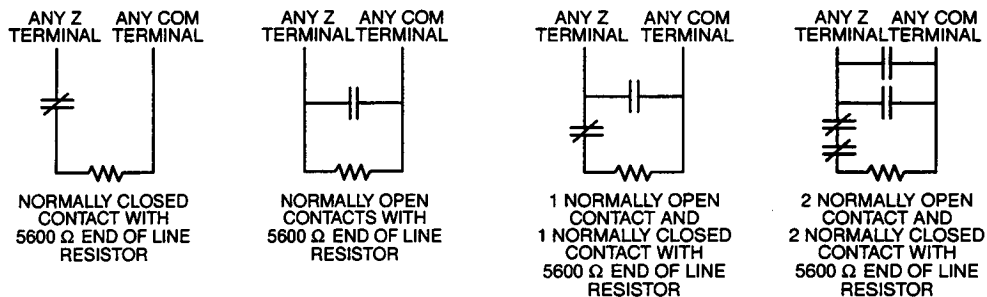 ANY Z ANY COM
TERMINAL TERMINAL
NORMALLY CLOSED
CONTACT WITH
5600 Ω END OF LINE
RESISTOR
ANY Z ANY COM
TERMINAL TERMINAL
NORMALLY OPEN
CONTACTS WITH
5600 Ω END OF LINE
RESISTOR
ANY Z ANY COM
TERMINAL TERMINAL
1 NORMALLY OPEN
CONTACT AND
1 NORMALLY CLOSED
CONTACT WITH
5600 Ω END OF LINE
RESISTOR
ANY Z ANY COM
TERMINAL TERMINAL
2 NORMALLY OPEN
CONTACT AND
2 NORMALLY CLOSED
CONTACT WITH
5600 Ω END OF LINE
RESISTOR